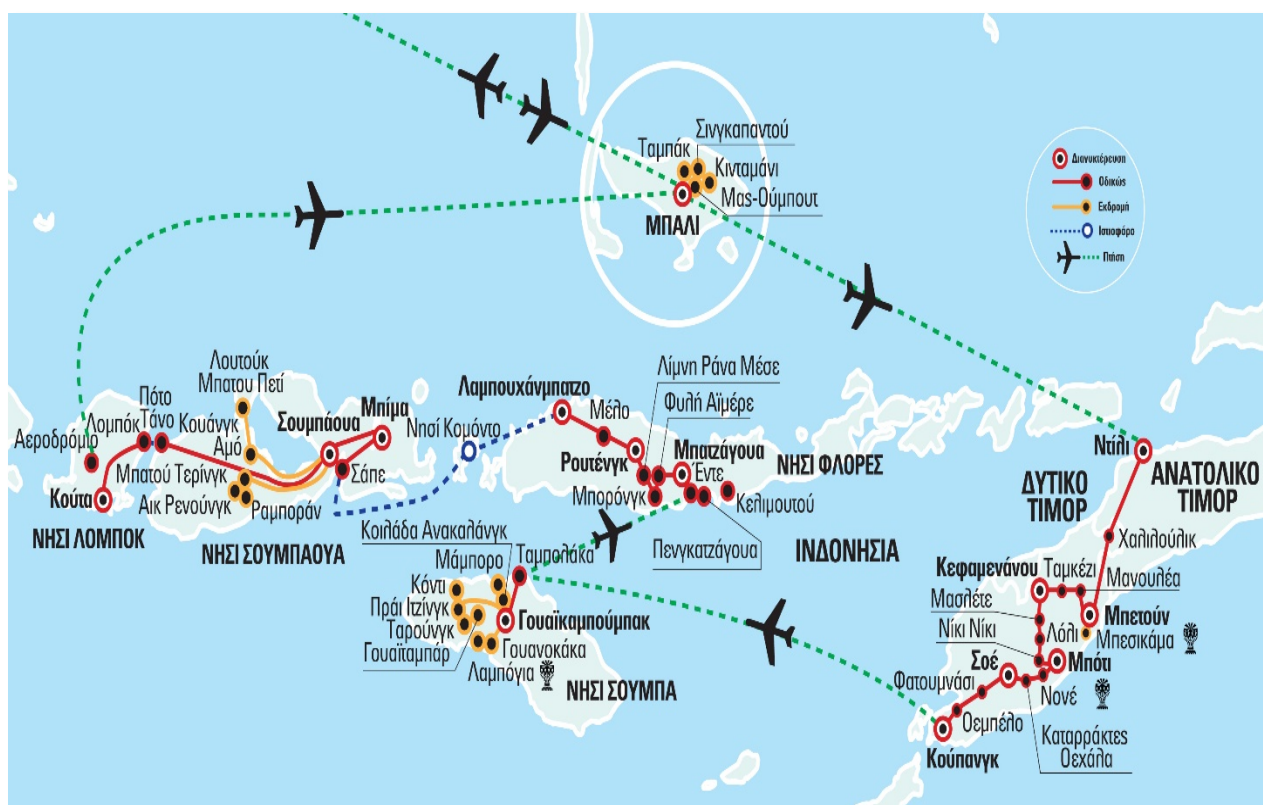 Σινγκαπαντού
Ταμπάκ
Κινταμάνι
Μας-Ούμπουτ
ΜΠΑΛΙ
Διανυκτέρευση
Οδικώς
Εκδρομή
Ιστιοφόρο
Πτήση
Λουτούκ
Μπατου Πετί
Πότο
Τάνο
Λομπόκ
Κουάνγκ
Αεροδρόμιο
Αμό
Σουμπάουα
Μπίμα
Μπατού Τερίνγκ
Σάπε
Κούτα
Αικ Ρενούνγκ
Ραμποράν
ΝΗΣΙ ΛΟΜΠΟΚ
ΝΗΣΙ ΣΟΥΜΠΑΟΥΑ
Νησί Κομόντο
Λαμπουχάνμπατζο
Μέλο
Λίμνη Ράνα Μέσε
Φυλή Αϊμέρε
Ρουτένγκ
Μπατζάγουα
Έντε
ΝΗΣΙ ΦΛΟΡΕΣ
Μπορόνγκ
Κελιμουτού
Πενγκατζάγουα
ΙΝΔΟΝΗΣΙΑ
Κοιλάδα Ανακαλάνγκ
Μάμπορο
Ταμπολάκα
Κόντι
Πράι Ιτζίνγκ
Ταρούνγκ
Γουαϊταμπάρ
Γουαϊκαμπούμπακ
Γουανοκάκα
Λαμπόγια
ΝΗΣΙ ΣΟΥΜΠΑ
Ντίλι
ΔΥΤΙΚΟ
ΤΙΜΟΡ
ΑΝΑΤΟΛΙΚΟ
ΤΙΜΟΡ
Χαλιλούλικ
Κεφαμενάνου
Ταμκέζι
Μανουλέα
Μασλέτε
Μπετούν
Νίκι Νίκι
Λόλι
Μπεσικάμα
Σοέ
Μπότι
Φατουμνάσι
Νονέ
Οεμπέλο
Κούπανγκ
Καταρράκτες
Οεχάλα